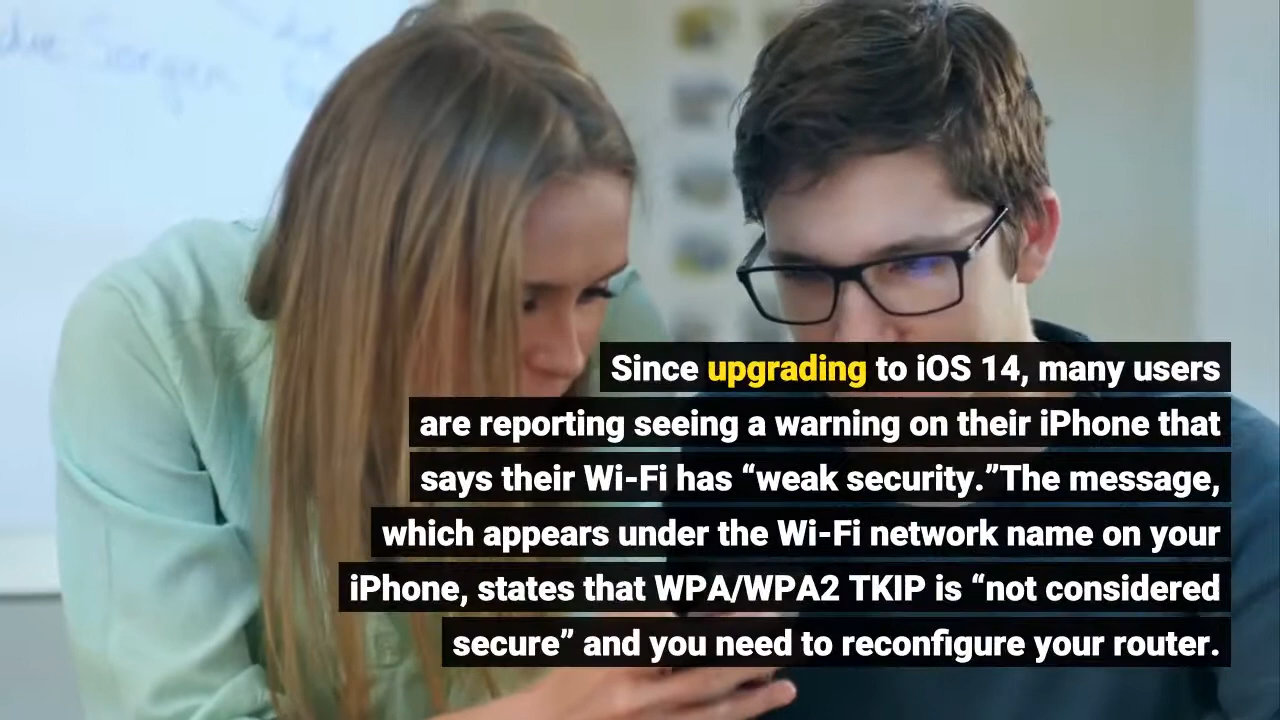 Since upgrading to iOS 14, many users
are reporting seeing a warning on their iPhone that
says their Wi-Fi has “weak security.”The message,
which appears under the Wi-Fi network name on your
iPhone, states that WPA/WPA2 TKIP is “not considered
secure” and you need to reconfigure your router.